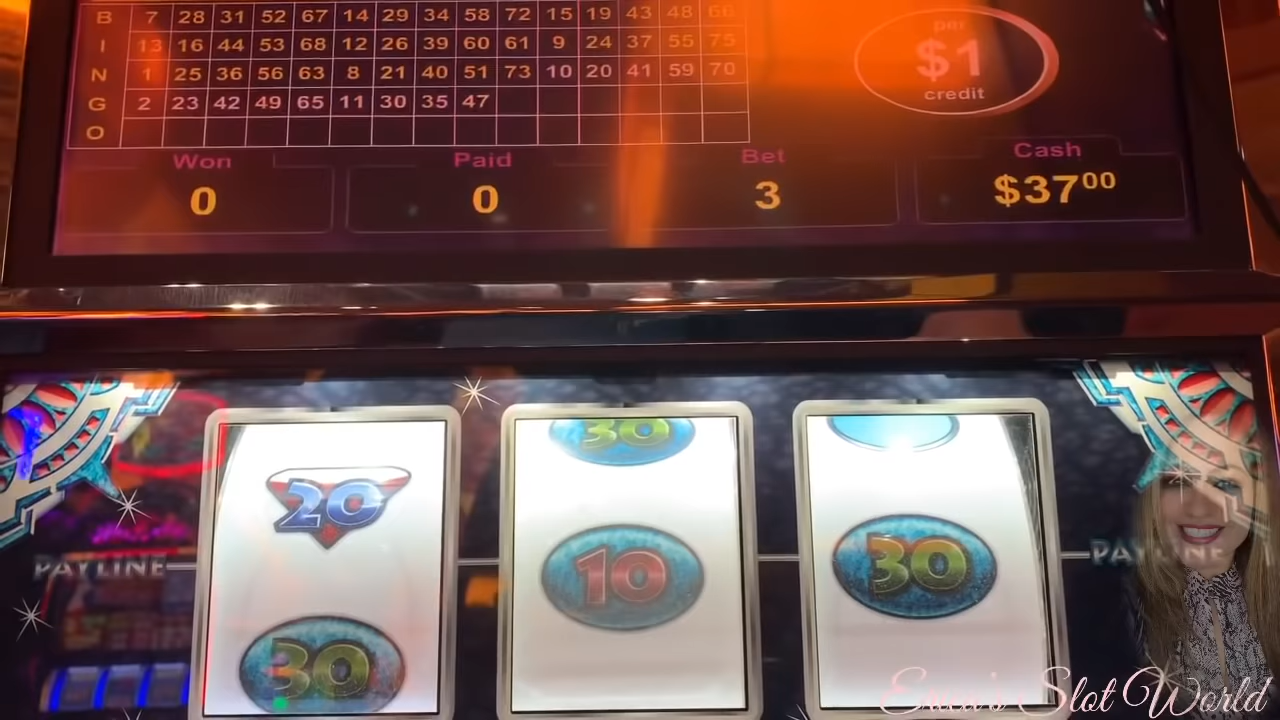 B 7 28 31 52 67 14 29 34 58 72 15 19 43 48 66
I 13 16 44 53 68 12 26 39 60 61 9 24 37 55 75
N 1 25 36 56 63 8 21 40 51 73 10 20 41 59 70
G 2 23 42 49 65 11 30 35 47
O
per
$1
credit
Won Paid Bet Cash
0 0 3 $37⁰⁰
20 30
10 30
30
PAYLINE PAYLINE
Erica's Slot World